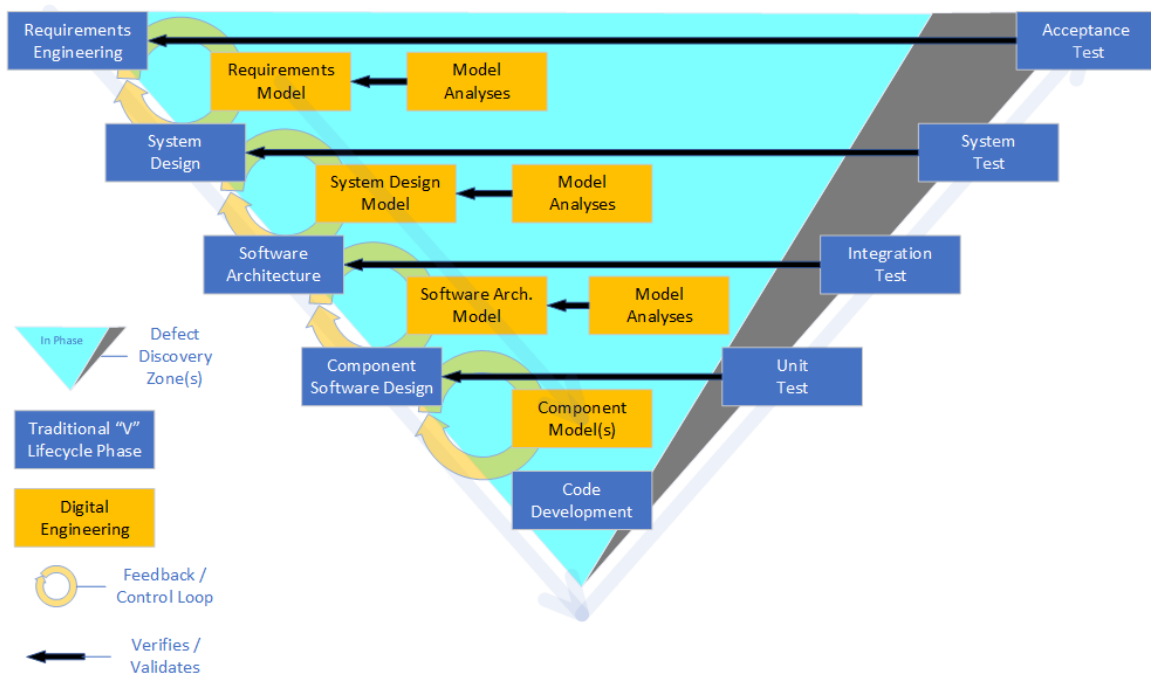 Requirements
Engineering
Acceptance
Test
Requirements
Model
Model
Analyses
System
Design
System
Test
System Design
Model
Model
Analyses
Software
Architecture
Integration
Test
Software Arch.
Model
Model
Analyses
In Phase
Defect
Discovery
Zone(s)
Component
Software Design
Unit
Test
Component
Model(s)
Traditional “V”
Lifecycle Phase
Code
Development
Digital
Engineering
Feedback /
Control Loop
Verifies /
Validates